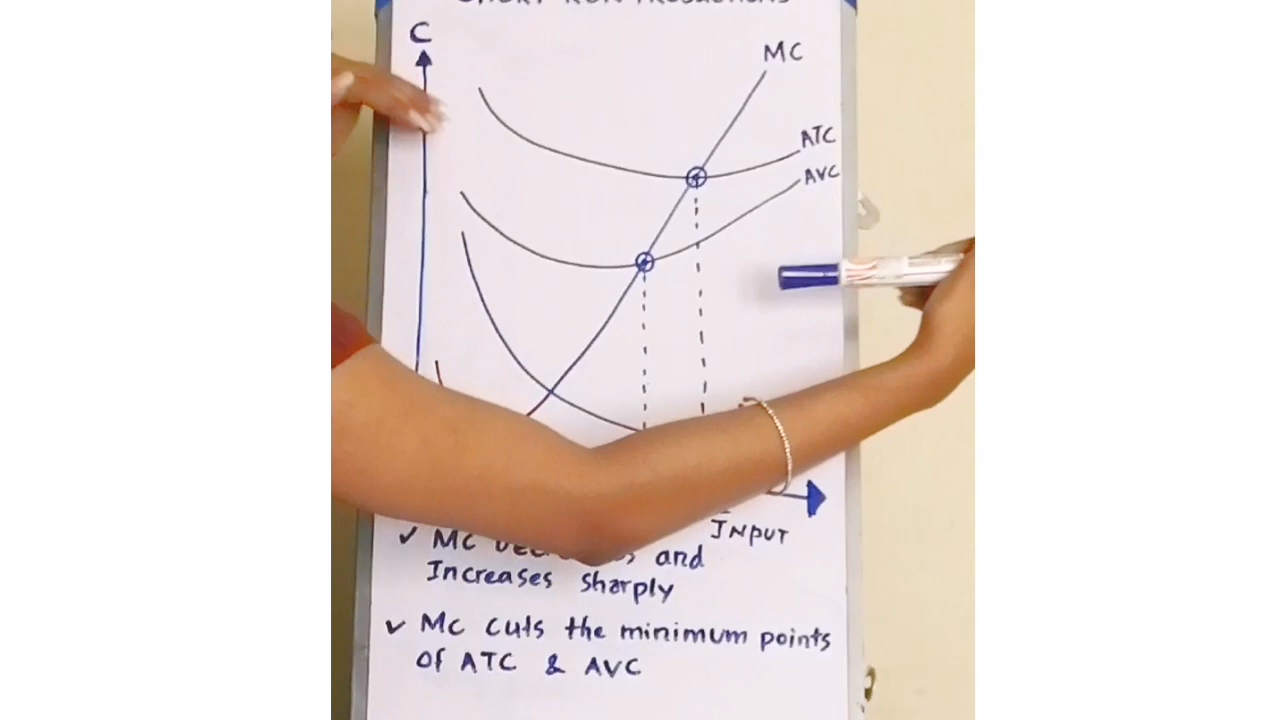 C
MC
ATC
AVC
INPUT
✓ MC and
Increases sharply
✓ MC cuts the minimum points
of ATC & AVC